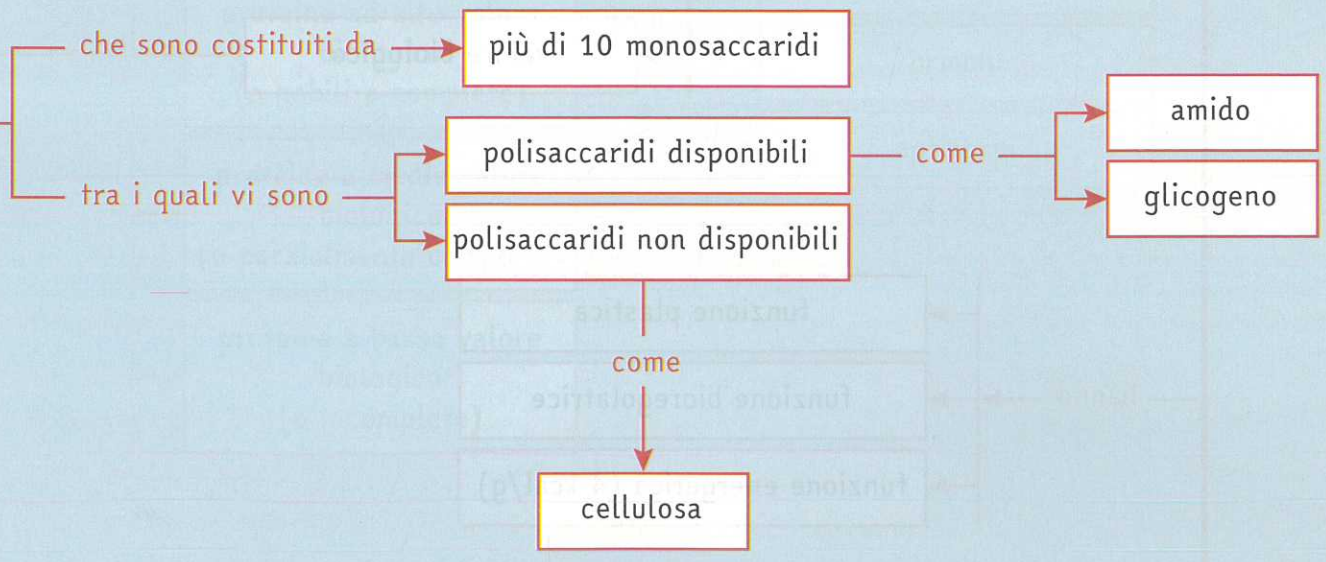 che sono costituiti da
più di 10 monosaccaridi
tra i quali vi sono
polisaccaridi disponibili
come
amido
glicogeno
polisaccaridi non disponibili
come
cellulosa